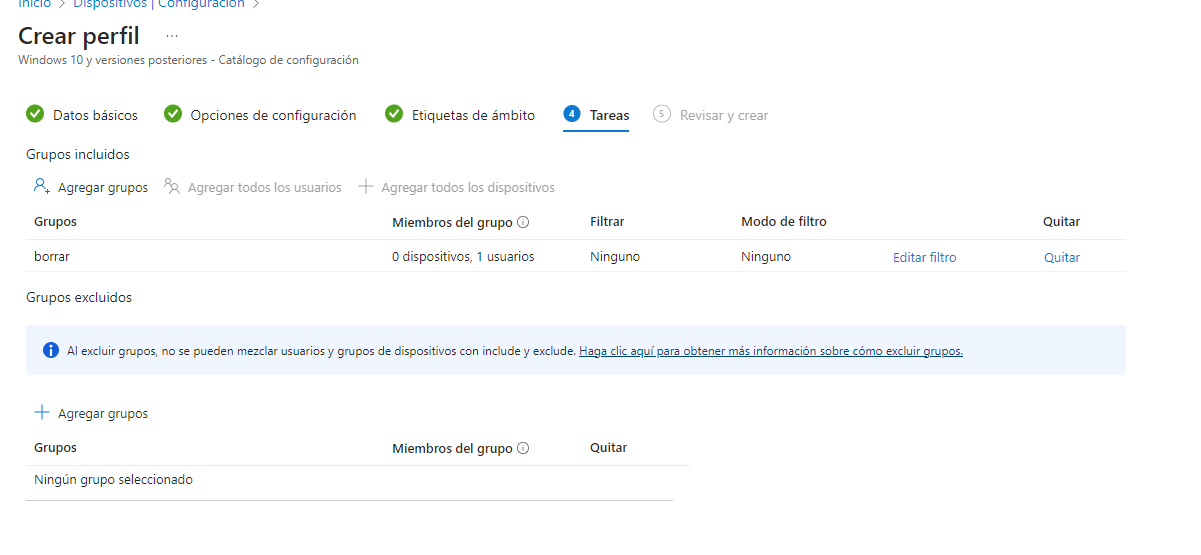 Inicio > Dispositivos | Configuración >
Crear perfil ...
Windows 10 y versiones posteriores - Catálogo de configuración
Datos básicos Opciones de configuración Etiquetas de ámbito 4 Tareas 5 Revisar y crear
Grupos incluidos
Agregar grupos Agregar todos los usuarios Agregar todos los dispositivos
Grupos Miembros del grupo Filtrar Modo de filtro Quitar
borrar 0 dispositivos, 1 usuarios Ninguno Ninguno Editar filtro Quitar
Grupos excluidos
Al excluir grupos, no se pueden mezclar usuarios y grupos de dispositivos con include y exclude. Haga clic aquí para obtener más información sobre cómo excluir grupos.
Agregar grupos
Grupos Miembros del grupo Quitar
Ningún grupo seleccionado